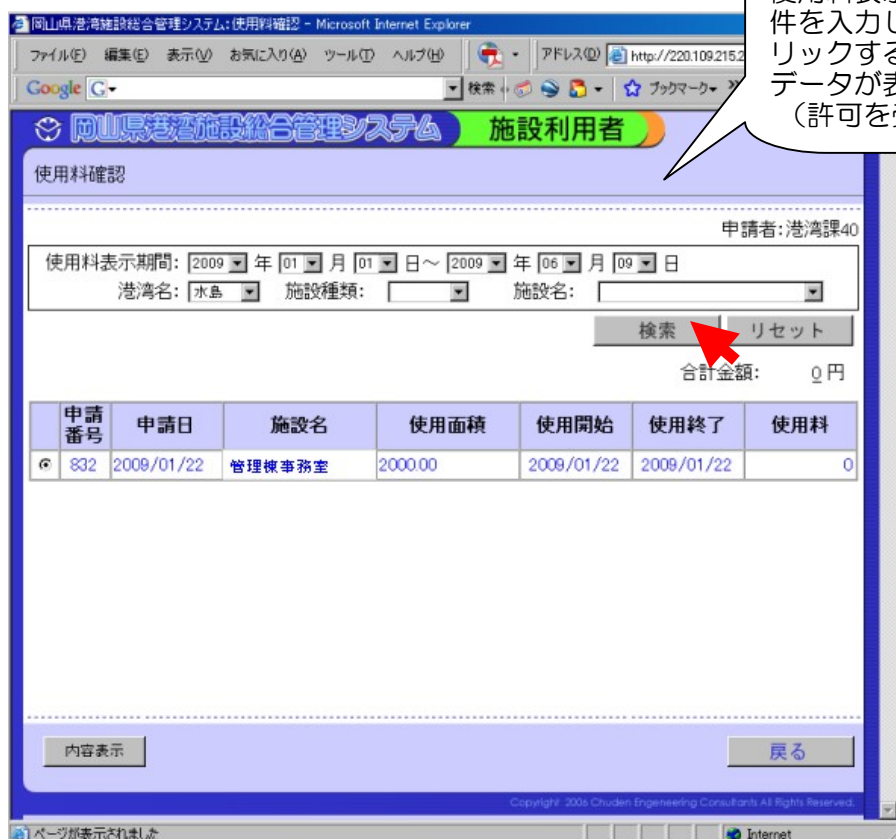 岡山県港湾施設総合管理システム:使用料確認 - Microsoft Internet Explorer
ファイル(F) 編集(E) 表示(V) お気に入り(A) ツール(T) ヘルプ(H) アドレス(D) http://220.109.215.2
Google G 検索 ブックマーク
件を入力し
リックする
データが表
(許可を受
岡山県港湾施設総合管理システム 施設利用者
使用料確認
申請者:港湾課40
使用料表示期間: 2009 年 01 月 01 日~ 2009 年 06 月 09 日
港湾名: 水島 施設種類: 施設名:
検索 リセット
合計金額: 0円
申請番号 申請日 施設名 使用面積 使用開始 使用終了 使用料
832 2009/01/22 管理棟事務室 2000.00 2009/01/22 2009/01/22 0
内容表示 戻る
Copyright 2006 Chuden Engeneering Consultants All Rights Reserved.
ページが表示されました Internet